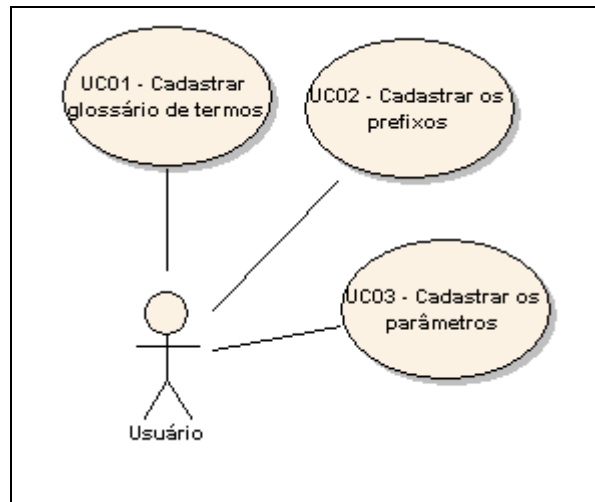 UC01 - Cadastrar
glossário de termos
UC02 - Cadastrar os
prefixos
UC03 - Cadastrar os
parâmetros
Usuário